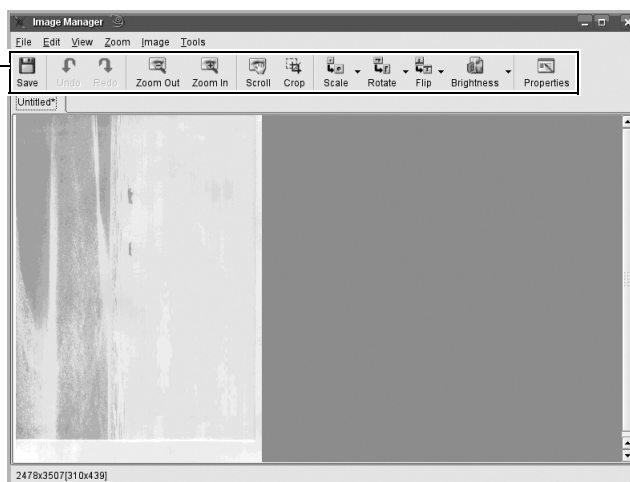 Image Manager
File Edit View Zoom Image Tools
Save Undo Redo Zoom Out Zoom In Scroll Crop Scale Rotate Flip Brightness Properties
Untitled*
2478x3507[310x439]